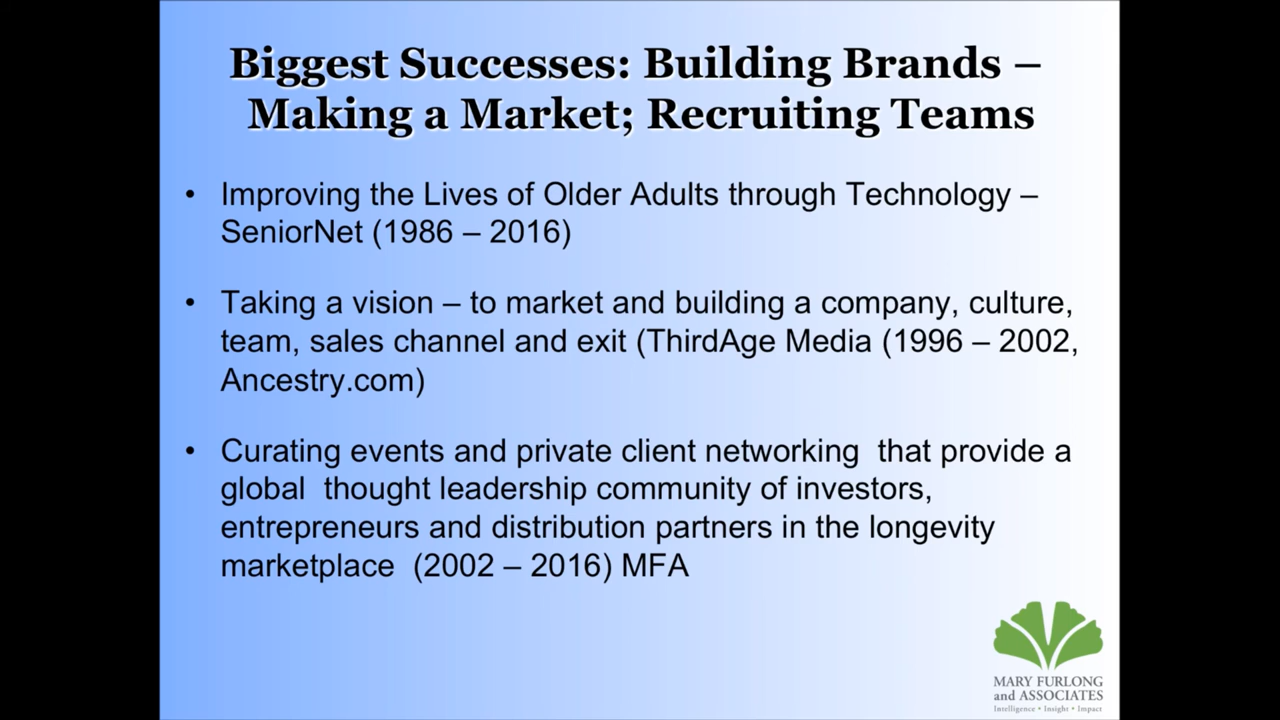 Biggest Successes: Building Brands –
Making a Market; Recruiting Teams
• Improving the Lives of Older Adults through Technology –
SeniorNet (1986 – 2016)
• Taking a vision – to market and building a company, culture,
team, sales channel and exit (ThirdAge Media (1996 – 2002,
Ancestry.com)
• Curating events and private client networking  that provide a
global  thought leadership community of investors,
entrepreneurs and distribution partners in the longevity
marketplace  (2002 – 2016) MFA
MARY FURLONG
and ASSOCIATES
Intelligence • Insight • Impact